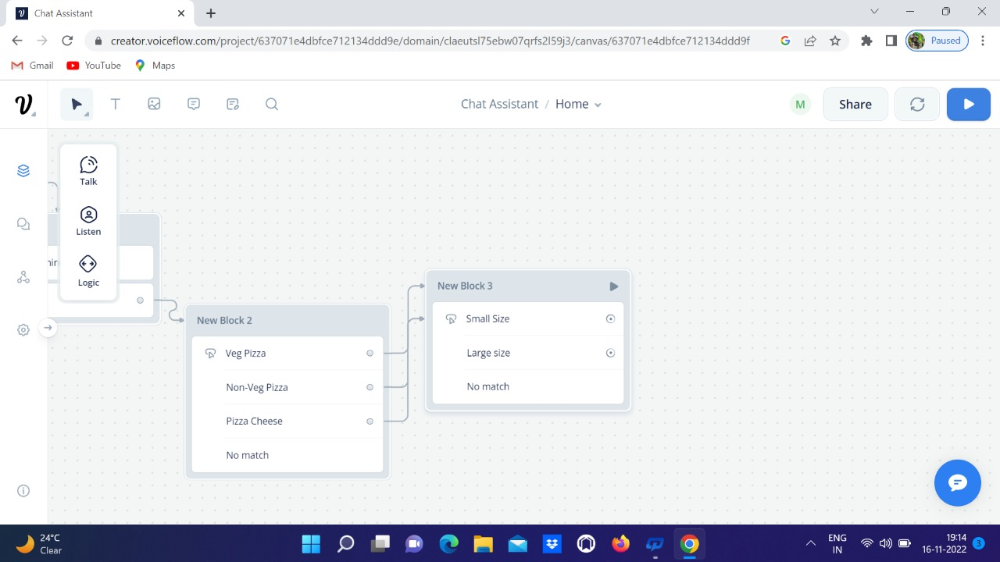 Chat Assistant
creator.voiceflow.com/project/637071e4dbfce712134ddd9e/domain/claeutsl75ebw07qrfs2l59j3/canvas/637071e4dbfce712134ddd9f
Paused
Gmail
YouTube
Maps
Chat Assistant / Home
M
Share
Talk
Listen
Logic
New Block 2
Veg Pizza
Non-Veg Pizza
Pizza Cheese
No match
New Block 3
Small Size
Large size
No match
24°C
Clear
ENG
IN
19:14
16-11-2022
3